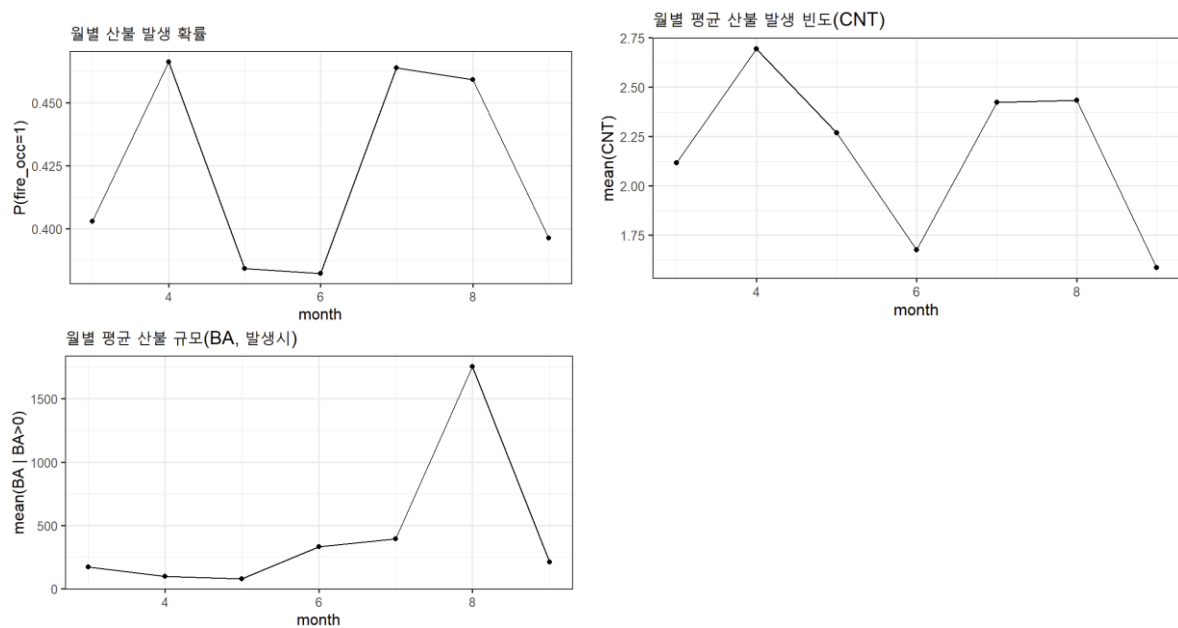 월별 산불 발생 확률
P(fire_occ=1)
0.450
0.425
0.400
4
6
8
month
월별 평균 산불 발생 빈도(CNT)
mean(CNT)
2.75
2.50
2.25
2.00
1.75
4
6
8
month
월별 평균 산불 규모(BA, 발생시)
mean(BA | BA>0)
1500
1000
500
0
4
6
8
month